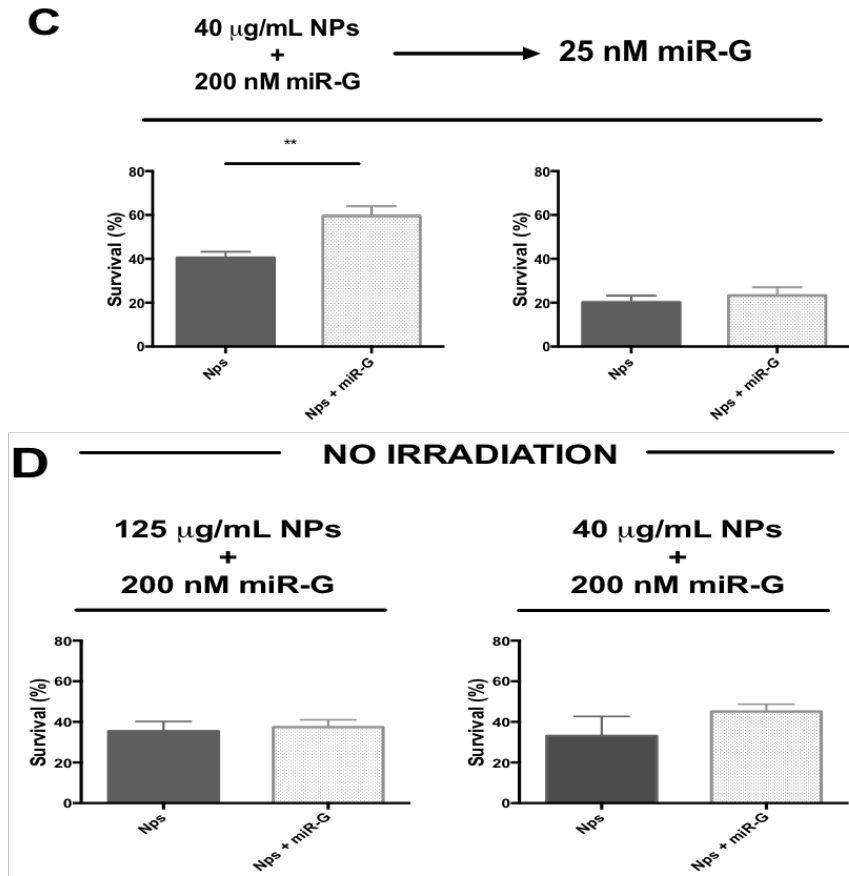 C
40 μg/mL NPs
+
200 nM miR-G
25 nM miR-G
**
80
60
40
20
0
Survival (%)
Nps
Nps + miR-G
80
60
40
20
0
Survival (%)
Nps
Nps + miR-G
D
NO IRRADIATION
125 μg/mL NPs
+
200 nM miR-G
40 μg/mL NPs
+
200 nM miR-G
80
60
40
20
0
Survival (%)
Nps
Nps + miR-G
80
60
40
20
0
Survival (%)
Nps
Nps + miR-G